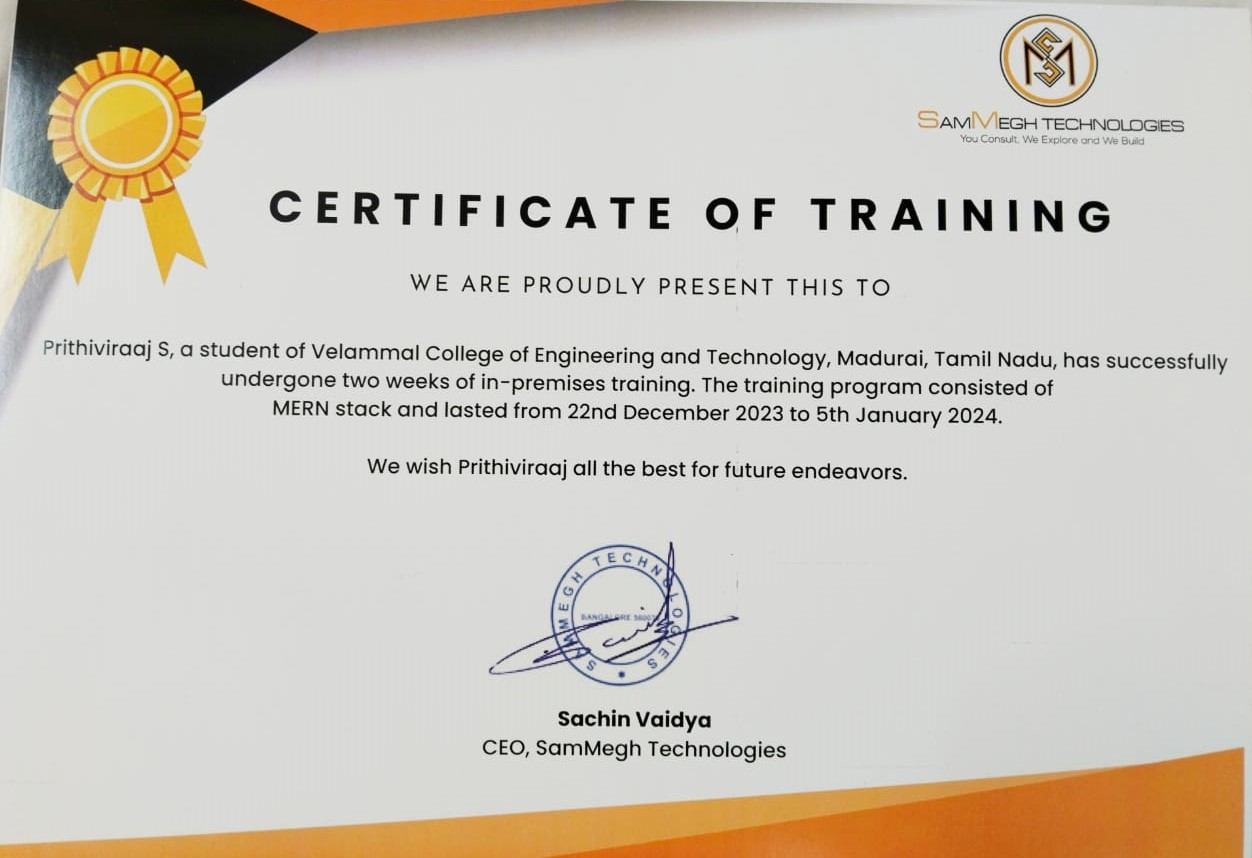 SAMMEGH TECHNOLOGIES
You Consult, We Explore and We Build
CERTIFICATE OF TRAINING
WE ARE PROUDLY PRESENT THIS TO
Prithiviraaj S, a student of Velammal College of Engineering and Technology, Madurai, Tamil Nadu, has successfully
undergone two weeks of in-premises training. The training program consisted of
MERN stack and lasted from 22nd December 2023 to 5th January 2024.
We wish Prithiviraaj all the best for future endeavors.
SAMMEGH TECHNOLOGIES
BANGALORE
Sachin Vaidya
CEO, SamMegh Technologies